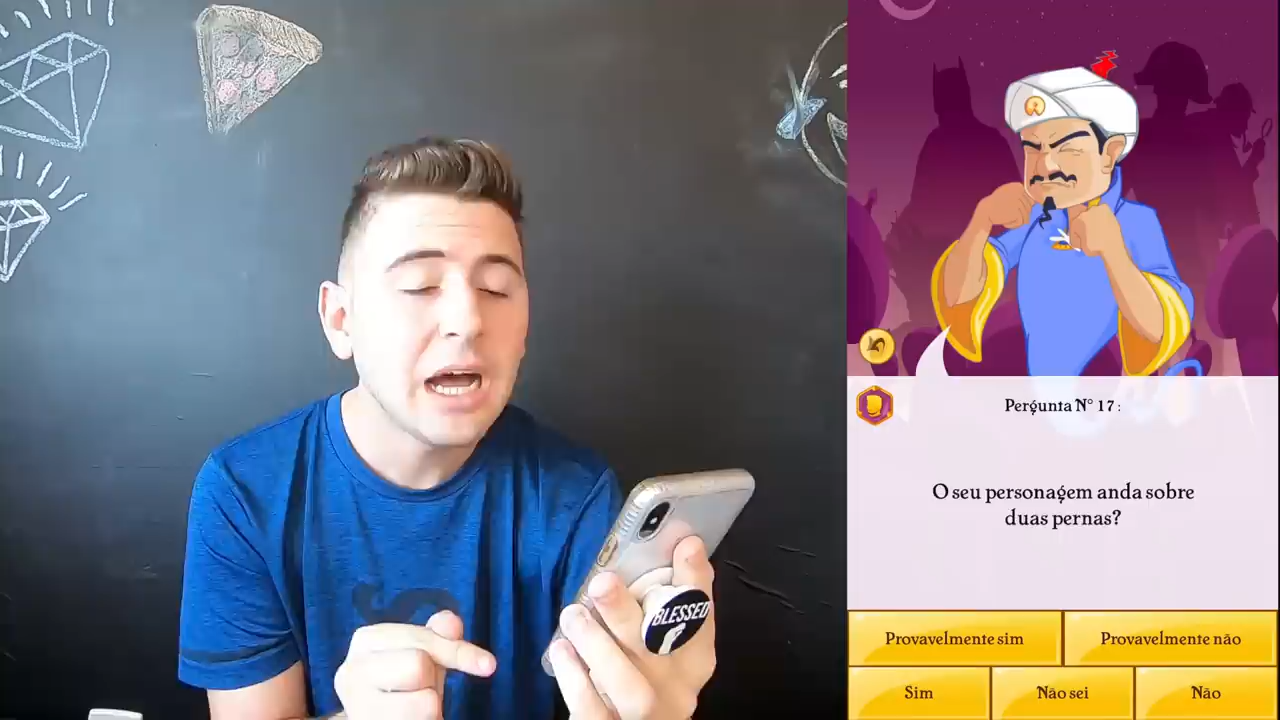 BLESSED
Pergunta N° 17 :
O seu personagem anda sobre
duas pernas?
Provavelmente sim
Provavelmente não
Sim
Não sei
Não